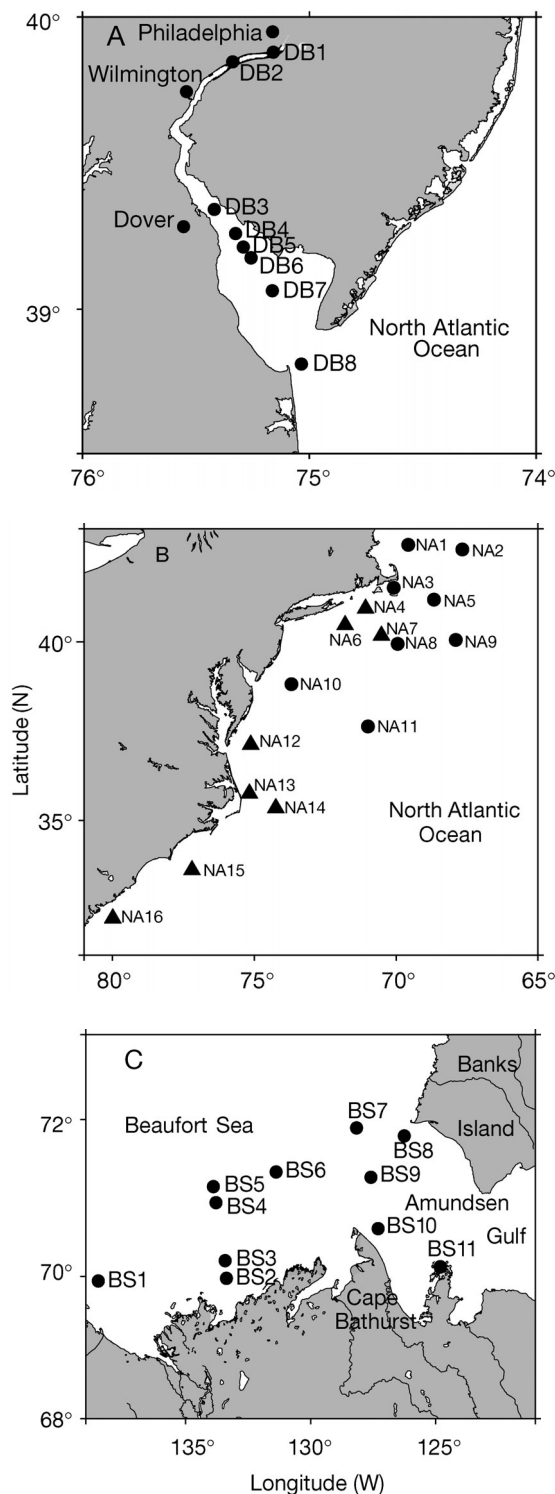 40°
A
Philadelphia
DB1
DB2
Wilmington
DB3
Dover
DB4
DB5
DB6
DB7
39°
North Atlantic
Ocean
DB8
76°
75°
74°
B
NA1
NA2
NA3
NA5
NA4
NA7
NA6
40°
NA8
NA9
NA10
NA11
NA12
Latitude (N)
NA13
NA14
35°
North Atlantic
Ocean
NA15
NA16
80°
75°
70°
65°
C
Banks
72°
BS7
Beaufort Sea
Island
BS8
BS6
BS9
BS5
Amundsen
BS4
BS10
Gulf
BS11
BS3
70°
BS1
BS2
Cape
Bathurst
68°
135°
130°
125°
Longitude (W)